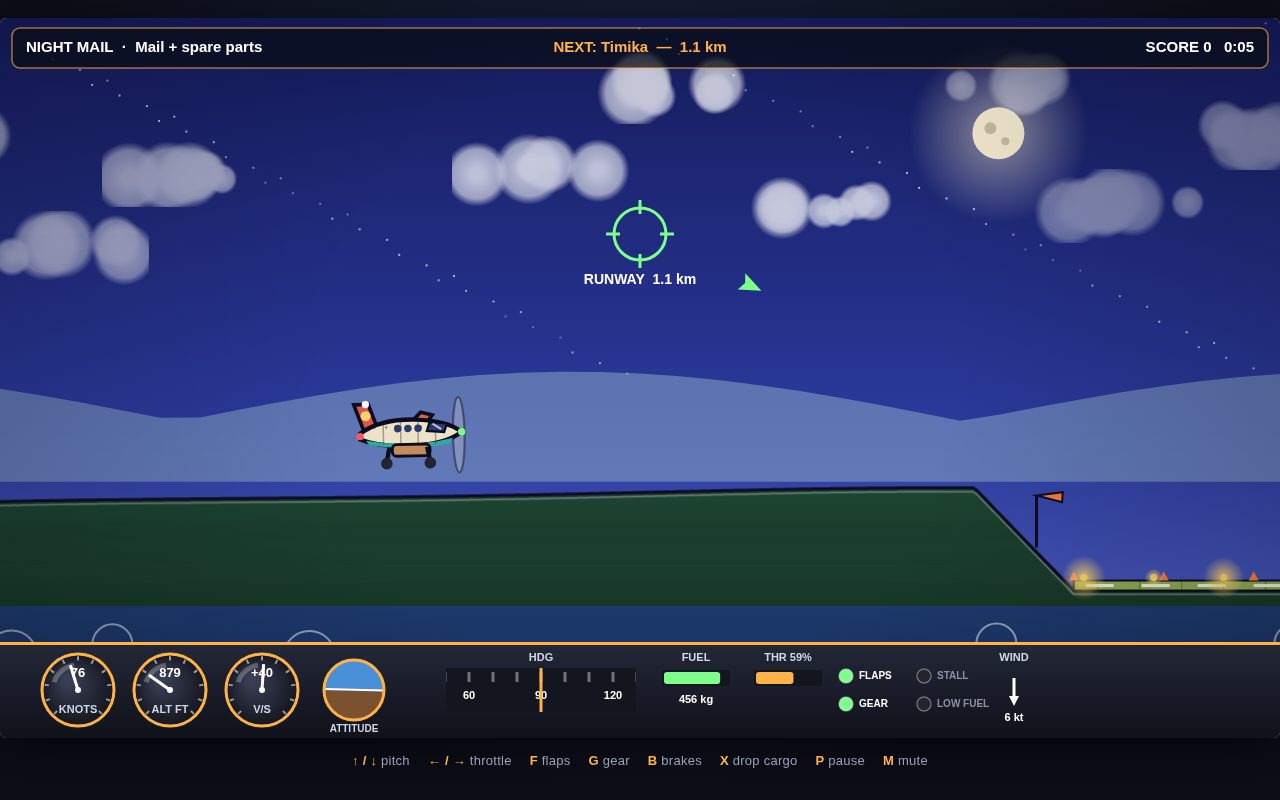 NIGHT MAIL · Mail + spare parts
NEXT: Timika — 1.1 km
SCORE 0 0:05
RUNWAY 1.1 km
76
KNOTS
879
ALT FT
+40
V/S
ATTITUDE
HDG
60 90 120
FUEL
456 kg
THR 59%
FLAPS
GEAR
STALL
LOW FUEL
WIND
6 kt
↑ / ↓ pitch ← / → throttle F flaps G gear B brakes X drop cargo P pause M mute